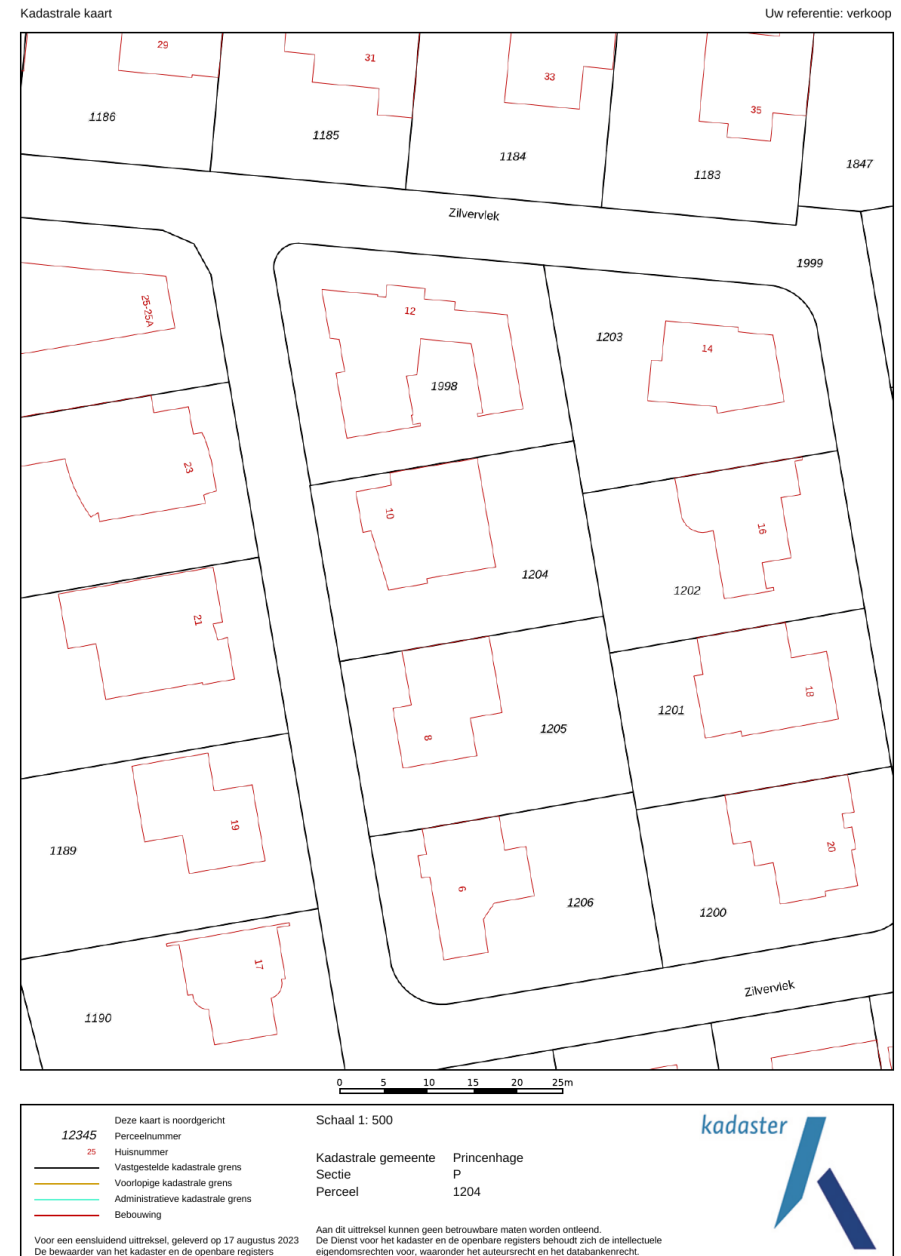 Kadastrale kaart
Uw referentie: verkoop
29
31
33
35
1186
1185
1184
1183
1847
Zilverviek
1999
25-25A
12
1203
14
1998
23
10
16
1204
1202
21
18
1201
8
1205
19
20
1189
6
1206
1200
17
Zilverviek
1190
0 5 10 15 20 25m
Deze kaart is noordgericht
12345 Perceelnummer
25 Huisnummer
Vastgestelde kadastrale grens
Voorlopige kadastrale grens
Administratieve kadastrale grens
Bebouwing
Voor een eensluidend uittreksel, geleverd op 17 augustus 2023
De bewaarder van het kadaster en de openbare registers
Schaal 1: 500
Kadastrale gemeente Princenhage
Sectie P
Perceel 1204
Aan dit uittreksel kunnen geen betrouwbare maten worden ontleend.
De Dienst voor het kadaster en de openbare registers behoudt zich de intellectuele
eigendomsrechten voor, waaronder het auteursrecht en het databankenrecht.
kadaster